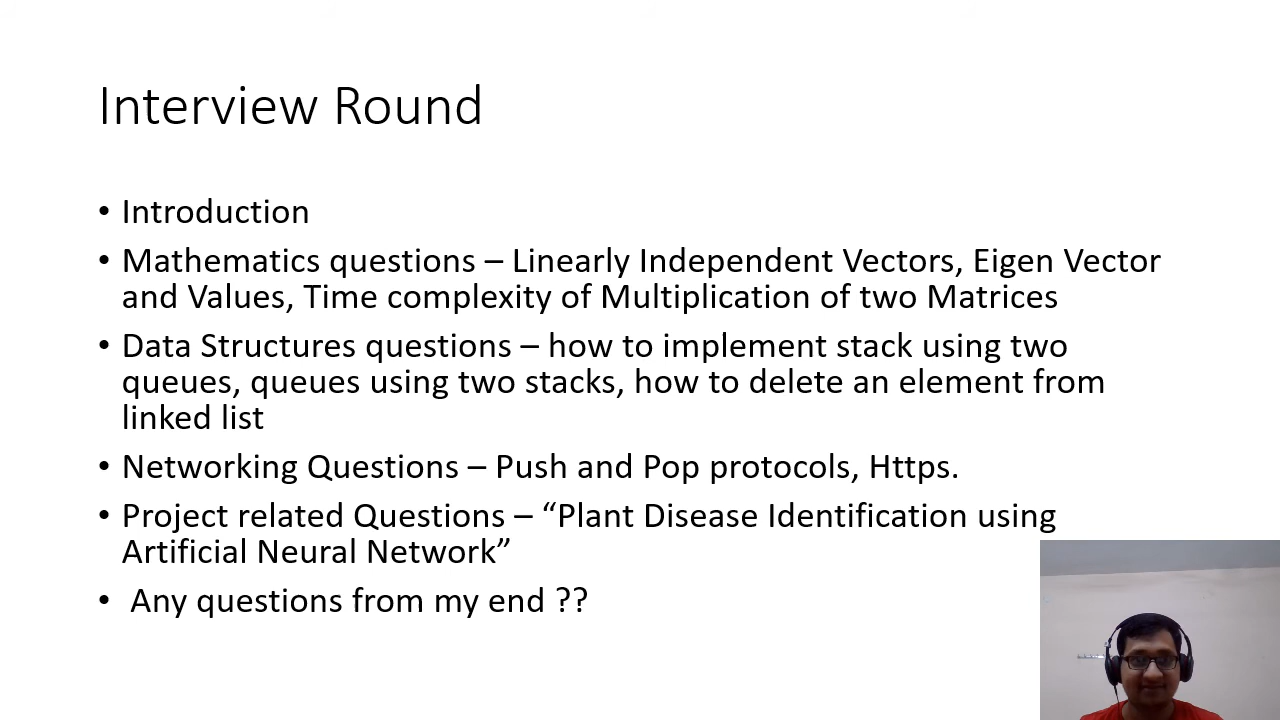 Interview Round
• Introduction
• Mathematics questions – Linearly Independent Vectors, Eigen Vector
and Values, Time complexity of Multiplication of two Matrices
• Data Structures questions – how to implement stack using two
queues, queues using two stacks, how to delete an element from
linked list
• Networking Questions – Push and Pop protocols, Https.
• Project related Questions – “Plant Disease Identification using
Artificial Neural Network”
• Any questions from my end ??